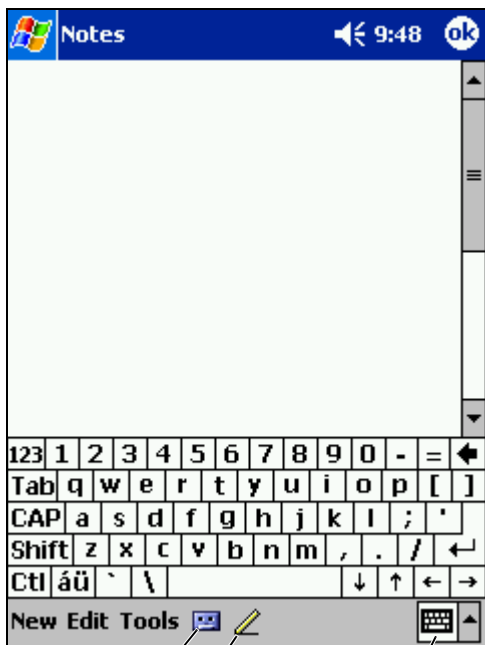 Notes 9:48 ok
123 1 2 3 4 5 6 7 8 9 0 - =
Tab q w e r t y u i o p [ ]
CAP a s d f g h j k l ; '
Shift z x c v b n m , . /
Ctl áü ` \
New Edit Tools